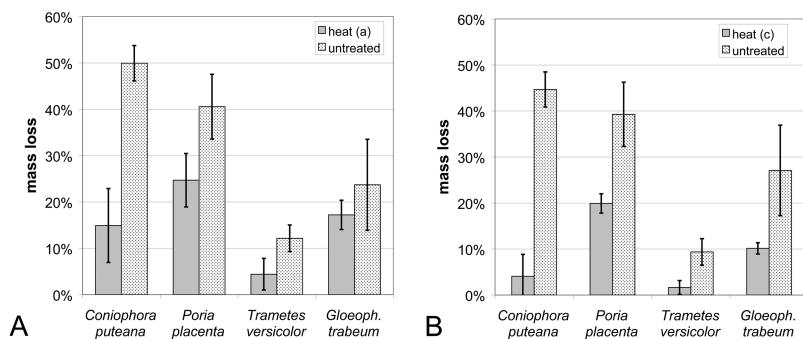 60%
50%
40%
30%
20%
10%
0%
mass loss
heat (a)
untreated
Coniophora puteana
Poria placenta
Trametes versicolor
Gloeoph. trabeum
A
60%
50%
40%
30%
20%
10%
0%
mass loss
heat (c)
untreated
Coniophora puteana
Poria placenta
Trametes versicolor
Gloeoph. trabeum
B